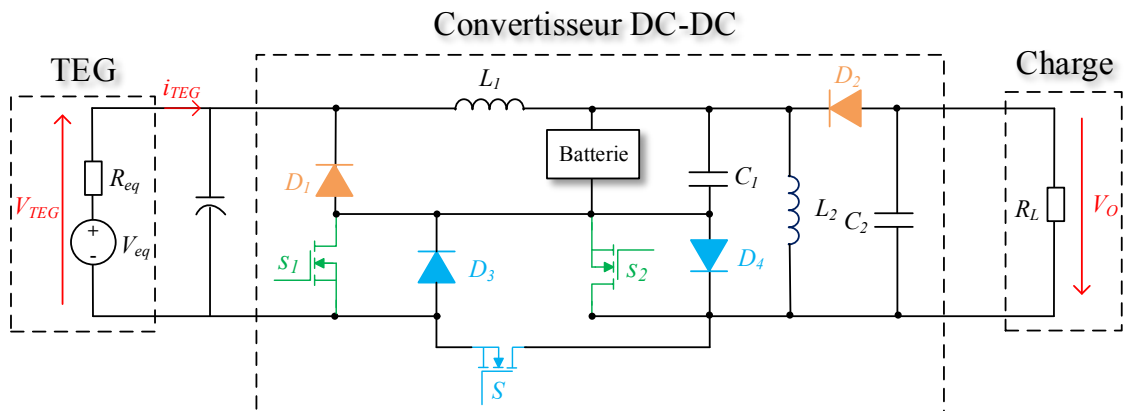 Convertisseur DC-DC
TEG
Charge
i_TEG
L_1
D_2
Batterie
R_eq
D_1
C_1
V_TEG
L_2
C_2
R_L
V_O
+
V_eq
-
s_1
D_3
s_2
D_4
S